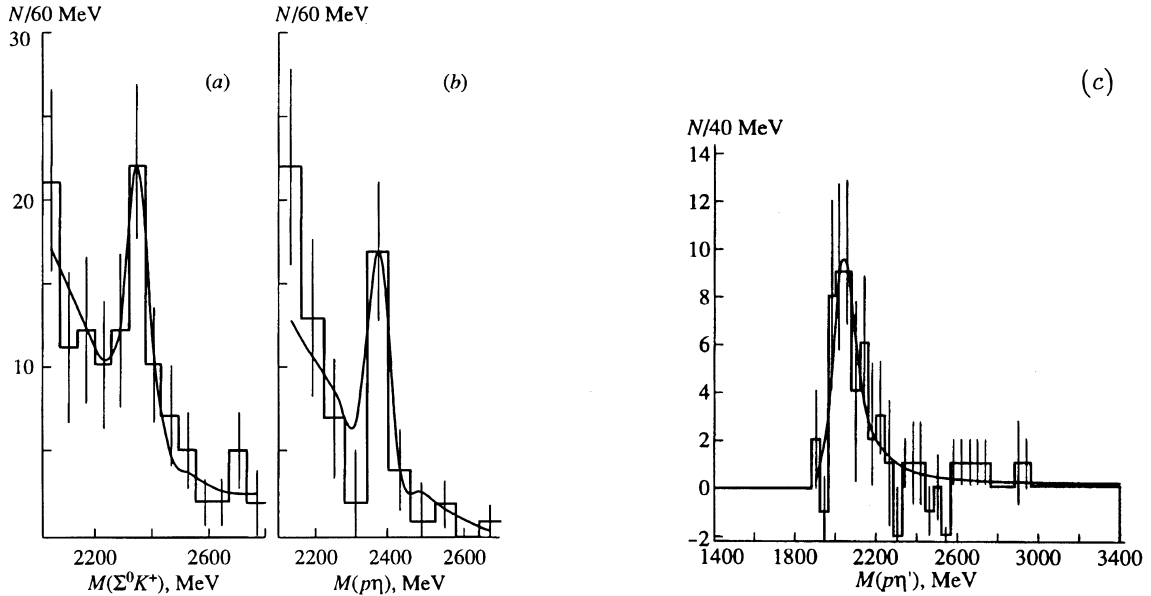 N/60 MeV
30
20
10
(a)
2200 2600
M(Σ⁰K⁺), MeV
N/60 MeV
(b)
2200 2400 2600
M(pη), MeV
(c)
N/40 MeV
14
12
10
8
6
4
2
0
−2
1400 1800 2200 2600 3000 3400
M(pη'), MeV